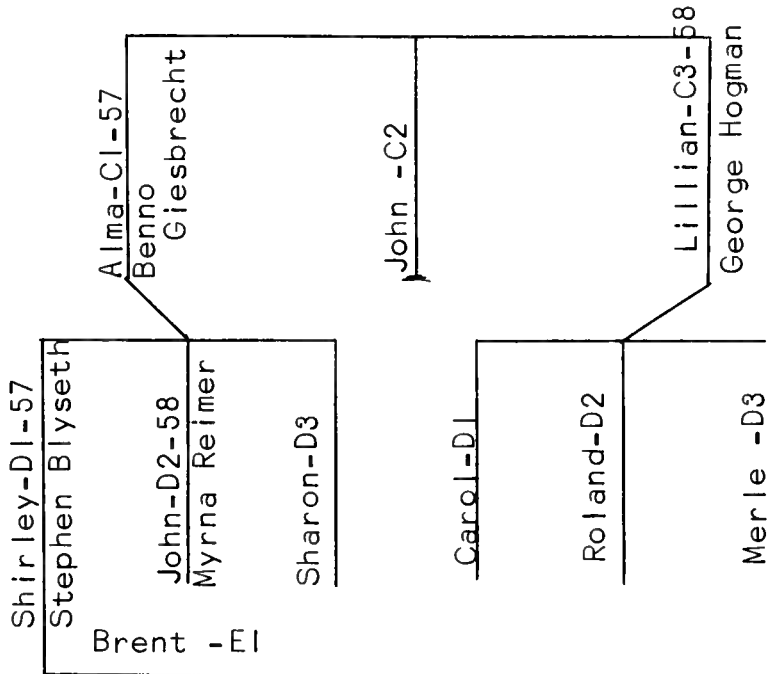 Alma-C1-57
Benno
Giesbrecht
John -C2
Lillian-C3-58
George Hogman
Shirley-D1-57
Stephen Blyseth
John-D2-58
Myrna Reimer
Sharon-D3
Carol-D1
Roland-D2
Merle -D3
Brent -E1